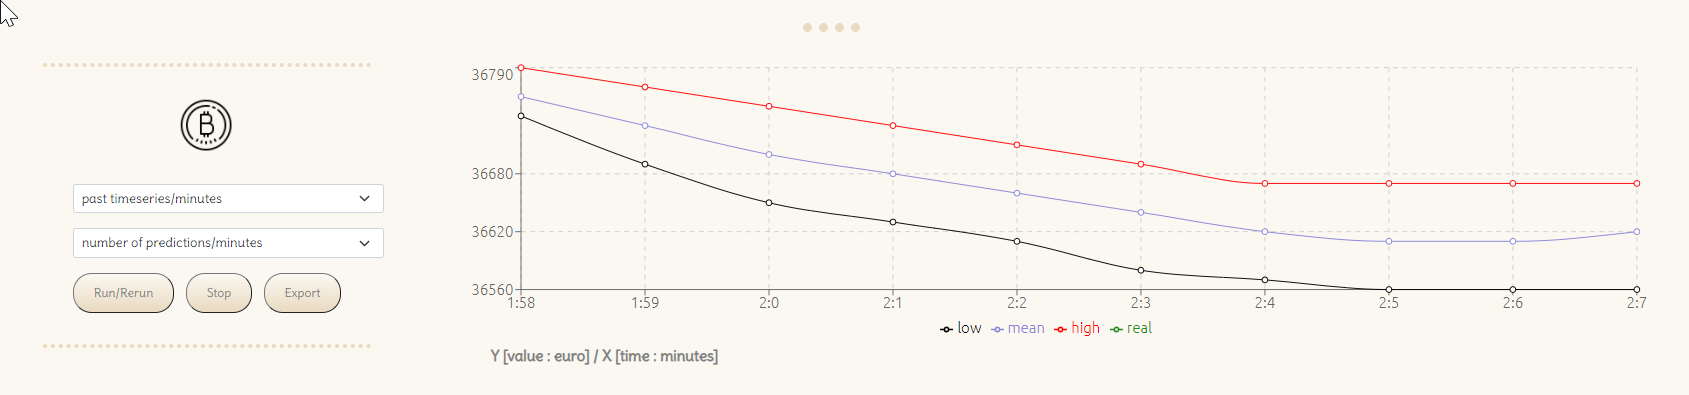 past timeseries/minutes
number of predictions/minutes
Run/Rerun Stop Export
36790
36680
36620
36560
1:58 1:59 2:0 2:1 2:2 2:3 2:4 2:5 2:6 2:7
low mean high real
Y [value : euro] / X [time : minutes]